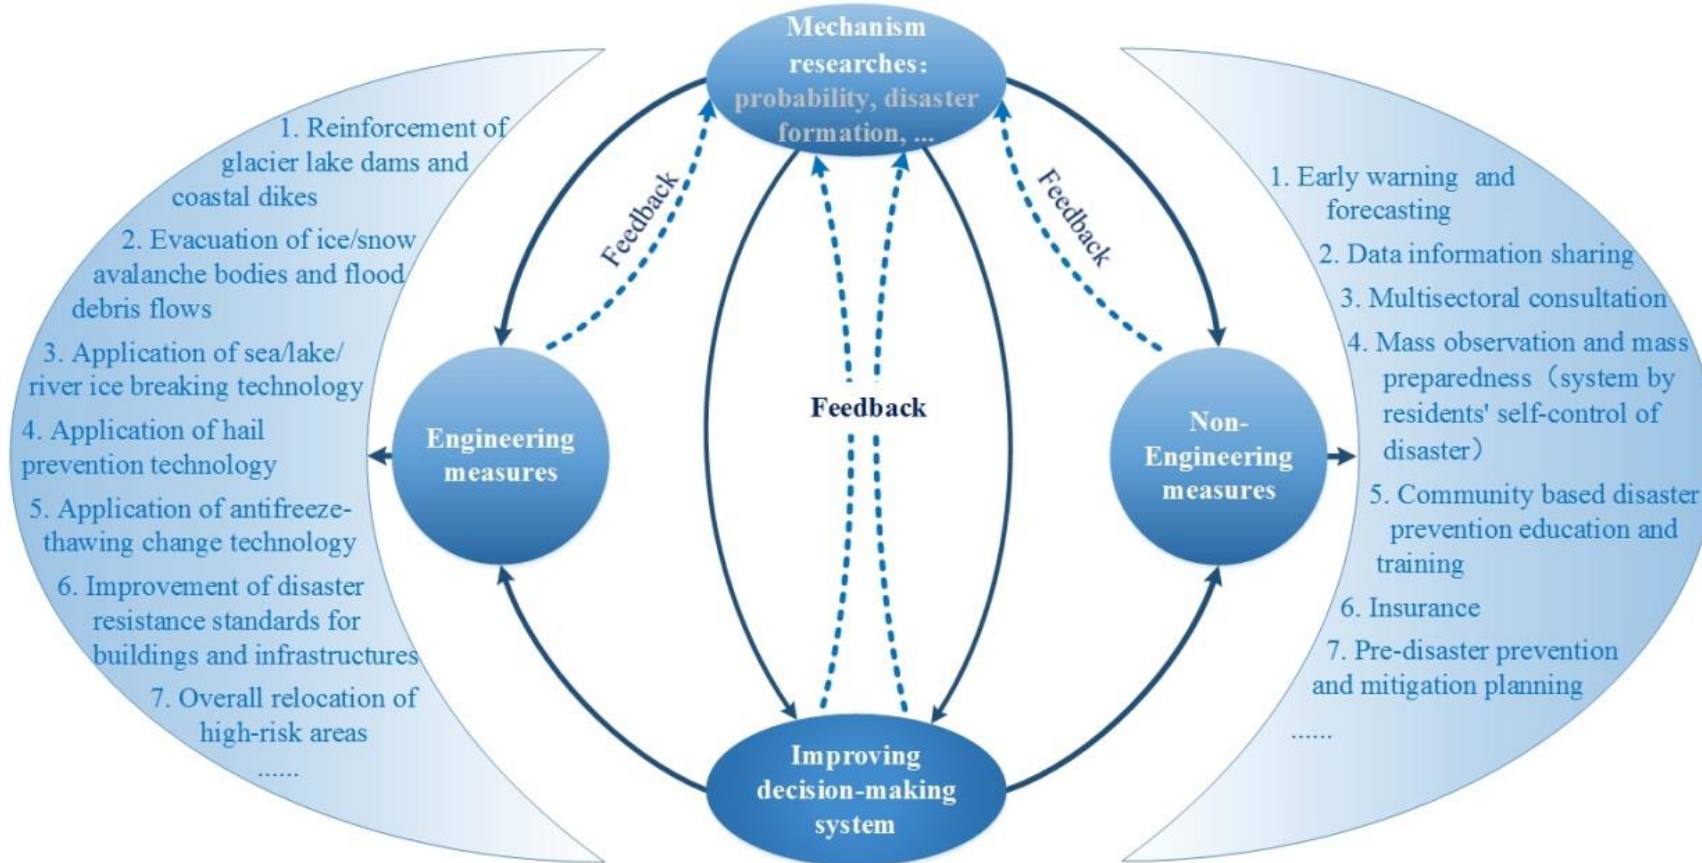 Mechanism
researches:
probability, disaster
formation, ...
1. Reinforcement of
glacier lake dams and
coastal dikes
2. Evacuation of ice/snow
avalanche bodies and flood
debris flows
3. Application of sea/lake/
river ice breaking technology
4. Application of hail
prevention technology
5. Application of antifreeze-
thawing change technology
6. Improvement of disaster
resistance standards for
buildings and infrastructures
7. Overall relocation of
high-risk areas
......
Feedback
Engineering
measures
Feedback
Feedback
Non-
Engineering
measures
Improving
decision-making
system
1. Early warning and
forecasting
2. Data information sharing
3. Multisectoral consultation
4. Mass observation and mass
preparedness（system by
residents' self-control of
disaster）
5. Community based disaster
prevention education and
training
6. Insurance
7. Pre-disaster prevention
and mitigation planning
......